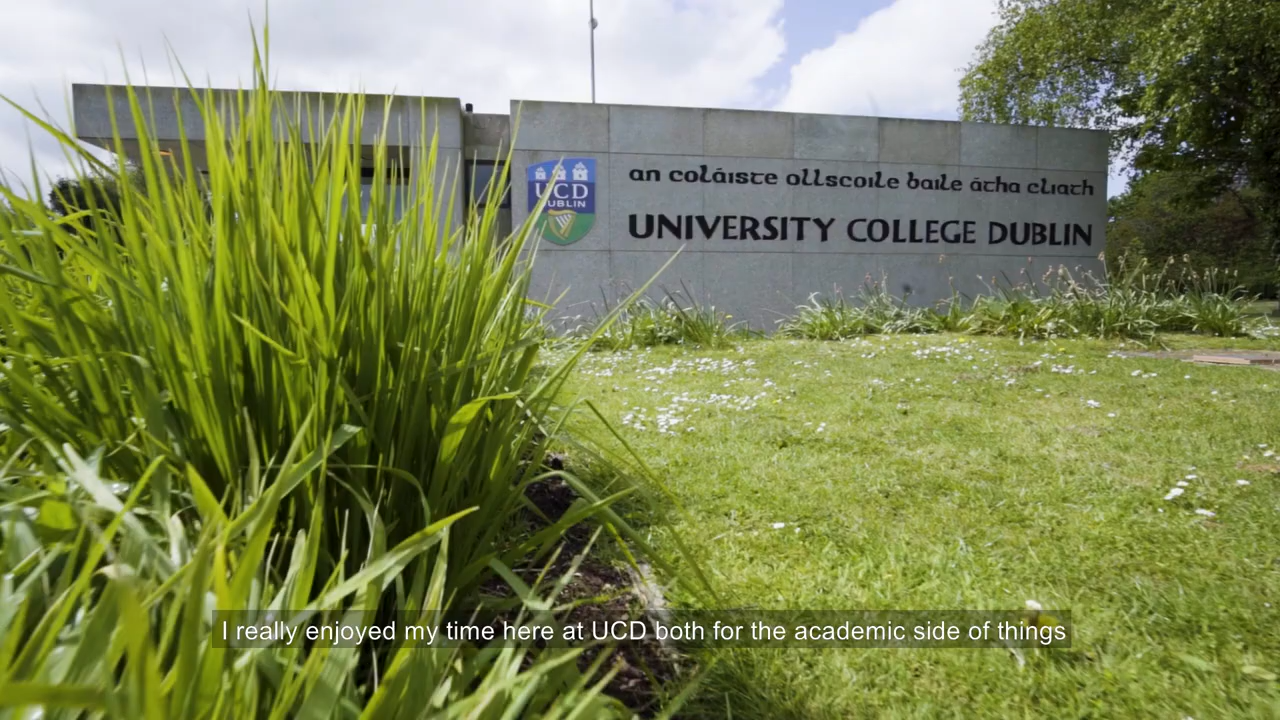 an coláiste ollscoile baile átha cliath
UCD
DUBLIN
UNIVERSITY COLLEGE DUBLIN
I really enjoyed my time here at UCD both for the academic side of things